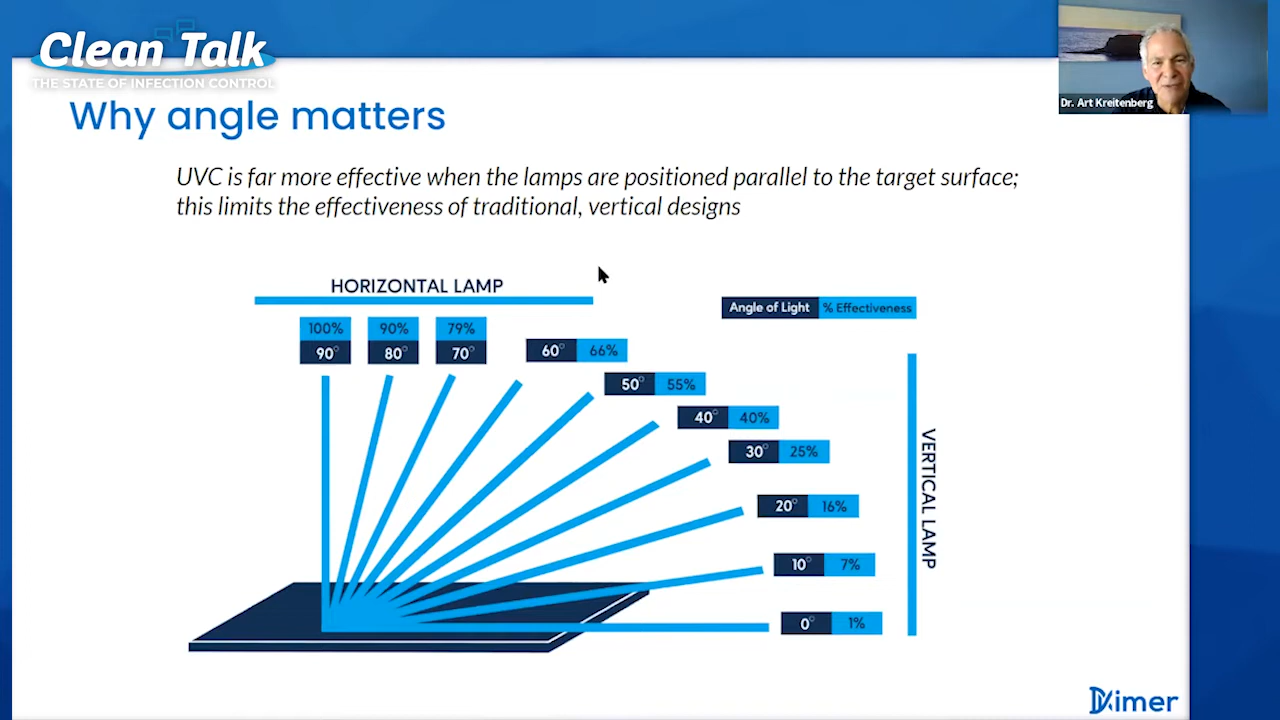 Clean Talk
THE STATE OF INFECTION CONTROL
Dr. Art Kreitenberg
Why angle matters
UVC is far more effective when the lamps are positioned parallel to the target surface;
this limits the effectiveness of traditional, vertical designs
HORIZONTAL LAMP
Angle of Light % Effectiveness
100% 90% 79%
90° 80° 70°
60° 66%
50° 55%
40° 40%
30° 25%
20° 16%
10° 7%
0° 1%
VERTICAL LAMP
Dimer